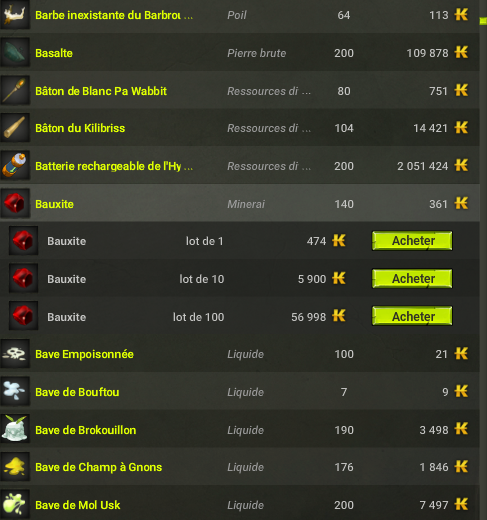 Barbe inexistante du Barbrou ... Poil 64 113
Basalte Pierre brute 200 109 878
Bâton de Blanc Pa Wabbit Ressources di ... 80 751
Bâton du Kilibriss Ressources di ... 104 14 421
Batterie rechargeable de l'Hy ... Ressources di ... 200 2 051 424
Bauxite Minerai 140 361
Bauxite lot de 1 474 Acheter
Bauxite lot de 10 5 900 Acheter
Bauxite lot de 100 56 998 Acheter
Bave Empoisonnée Liquide 100 21
Bave de Bouftou Liquide 7 9
Bave de Brokouillon Liquide 190 3 498
Bave de Champ à Gnons Liquide 176 1 846
Bave de Mol Usk Liquide 200 7 497